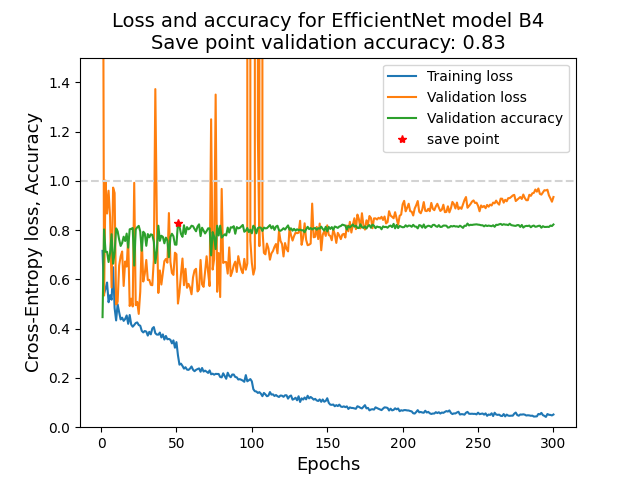 Loss and accuracy for EfficientNet model B4
Save point validation accuracy: 0.83
Training loss
Validation loss
Validation accuracy
save point
Cross-Entropy loss, Accuracy
1.4
1.2
1.0
0.8
0.6
0.4
0.2
0.0
0 50 100 150 200 250 300
Epochs